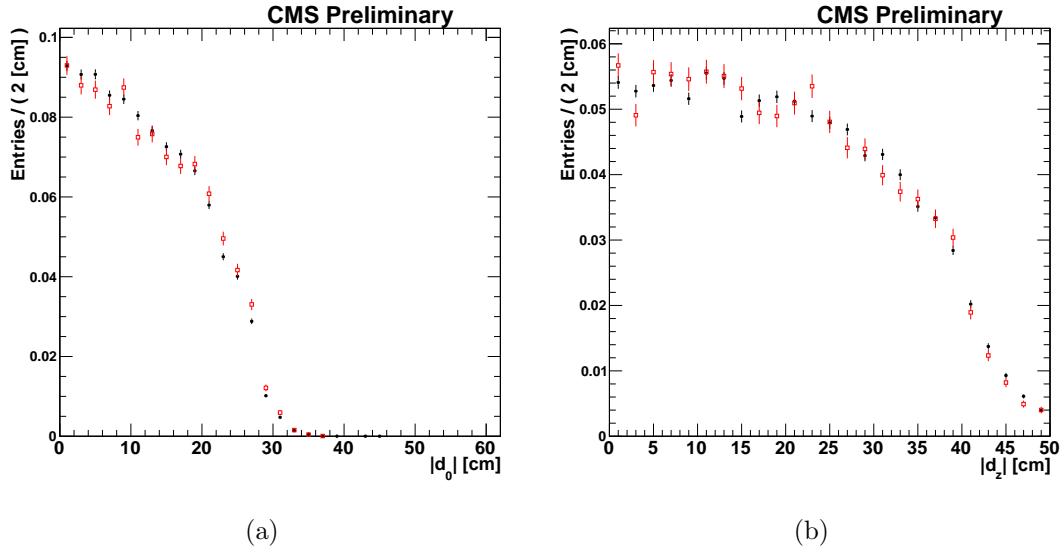 CMS Preliminary
Entries / ( 2 [cm] )
0.1
0.08
0.06
0.04
0.02
0
0 10 20 30 40 50 60
|d0| [cm]
(a)
CMS Preliminary
Entries / ( 2 [cm] )
0.06
0.05
0.04
0.03
0.02
0.01
0
0 5 10 15 20 25 30 35 40 45 50
|dz| [cm]
(b)